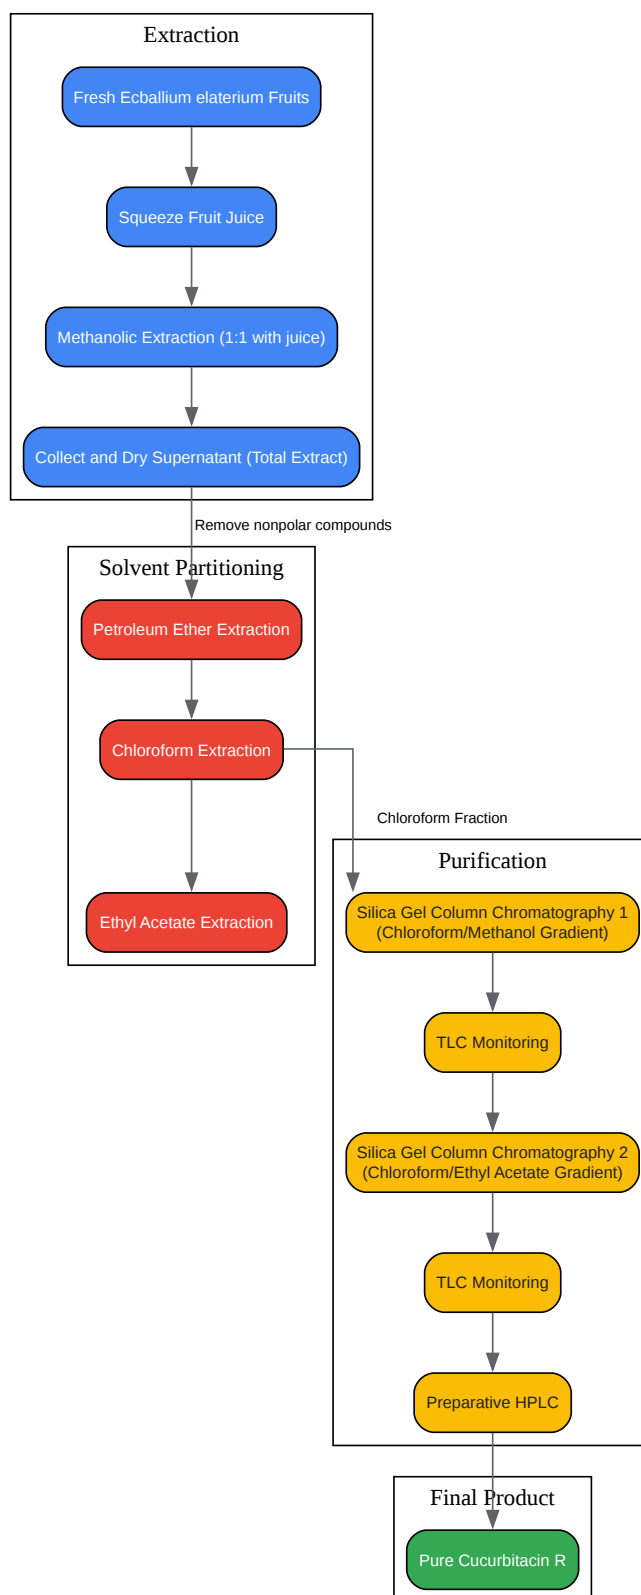 Extraction
Fresh Ecballium elaterium Fruits
Squeeze Fruit Juice
Methanolic Extraction (1:1 with juice)
Collect and Dry Supernatant (Total Extract)
Remove nonpolar compounds
Solvent Partitioning
Petroleum Ether Extraction
Chloroform Extraction
Ethyl Acetate Extraction
Chloroform Fraction
Purification
Silica Gel Column Chromatography 1
(Chloroform/Methanol Gradient)
TLC Monitoring
Silica Gel Column Chromatography 2
(Chloroform/Ethyl Acetate Gradient)
TLC Monitoring
Preparative HPLC
Final Product
Pure Cucurbitacin R